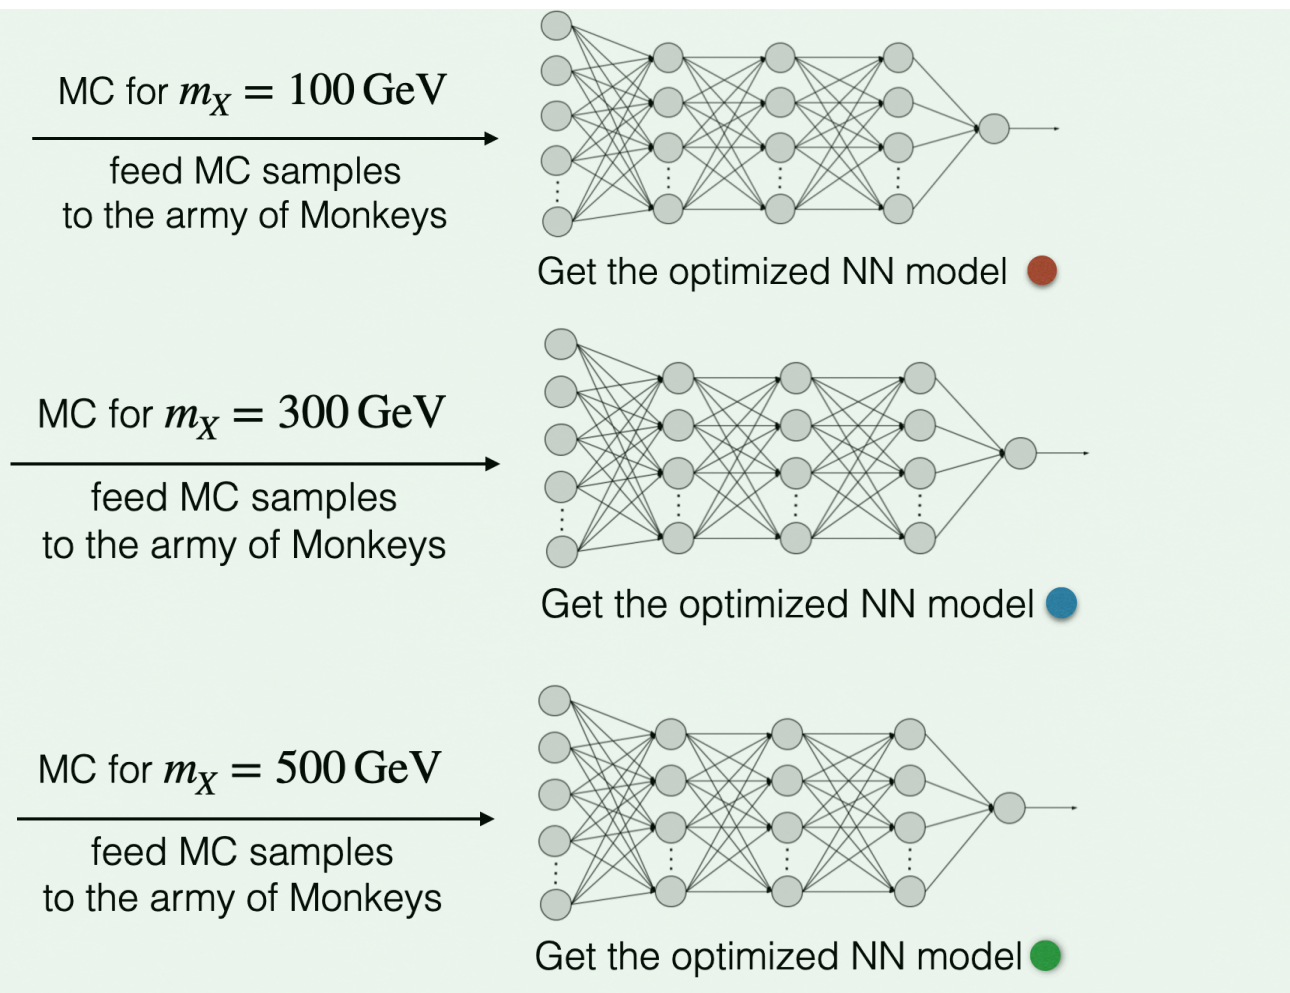 MC for m_X = 100 GeV
feed MC samples
to the army of Monkeys
Get the optimized NN model
MC for m_X = 300 GeV
feed MC samples
to the army of Monkeys
Get the optimized NN model
MC for m_X = 500 GeV
feed MC samples
to the army of Monkeys
Get the optimized NN model